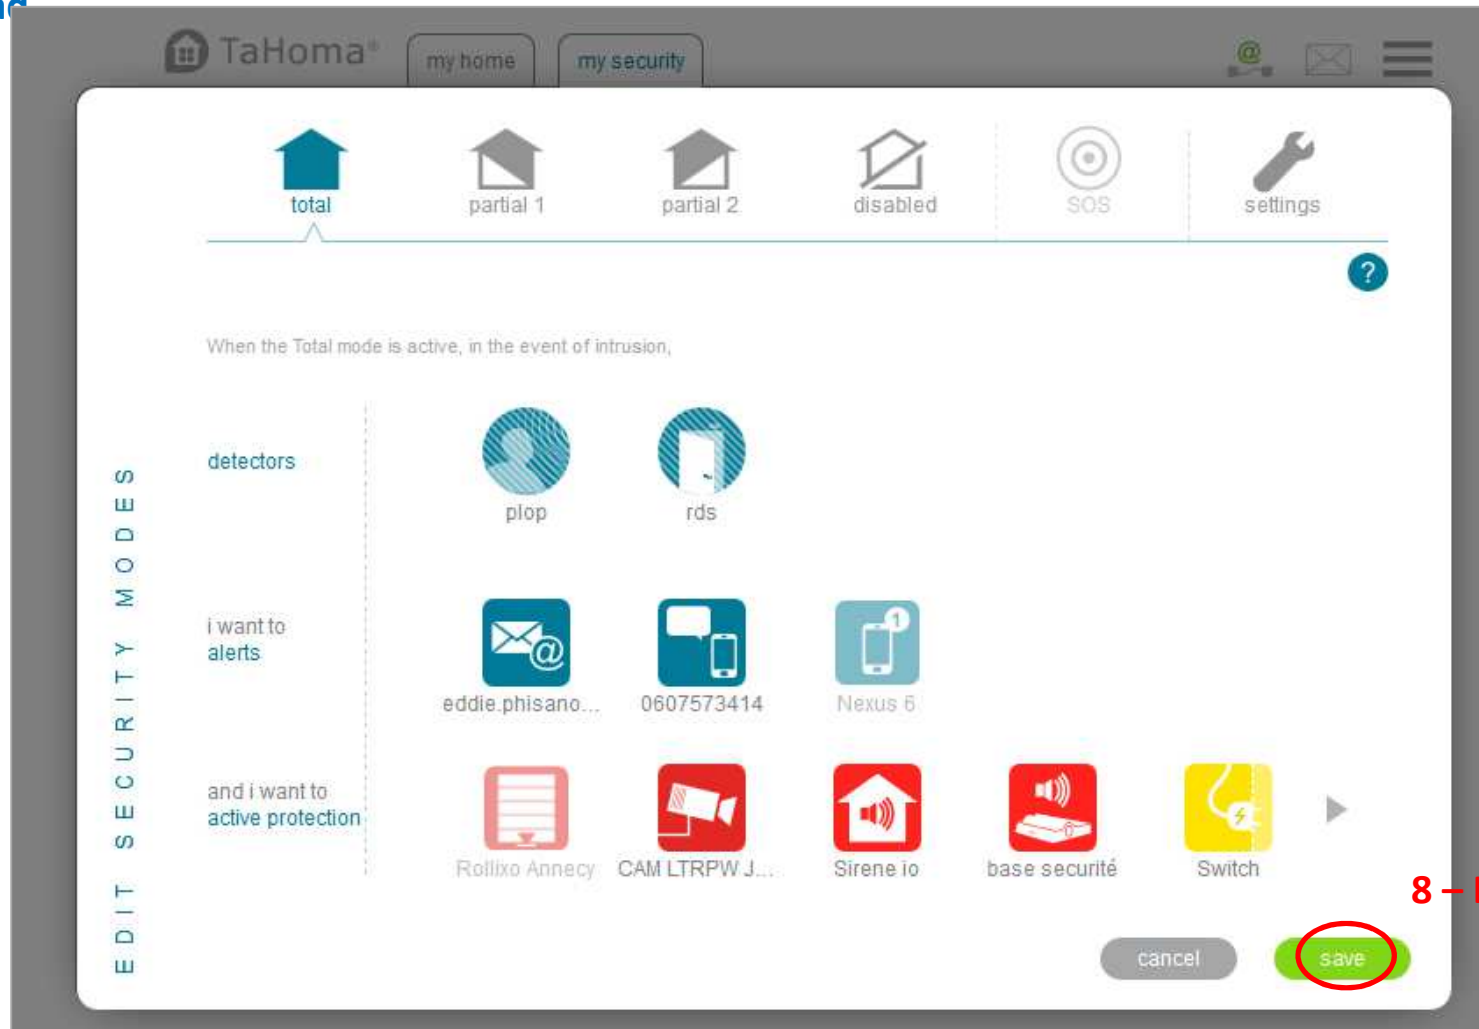 TaHoma®
my home
my security
total
partial 1
partial 2
disabled
SOS
settings
?
When the Total mode is active, in the event of intrusion,
EDIT SECURITY MODES
detectors
plop
rds
i want to
alerts
eddie.phisano...
0607573414
1
Nexus 6
and i want to
active protection
Rollixo Annecy
CAM LTRPW J...
Sirene io
base securité
Switch
8 –
cancel
save